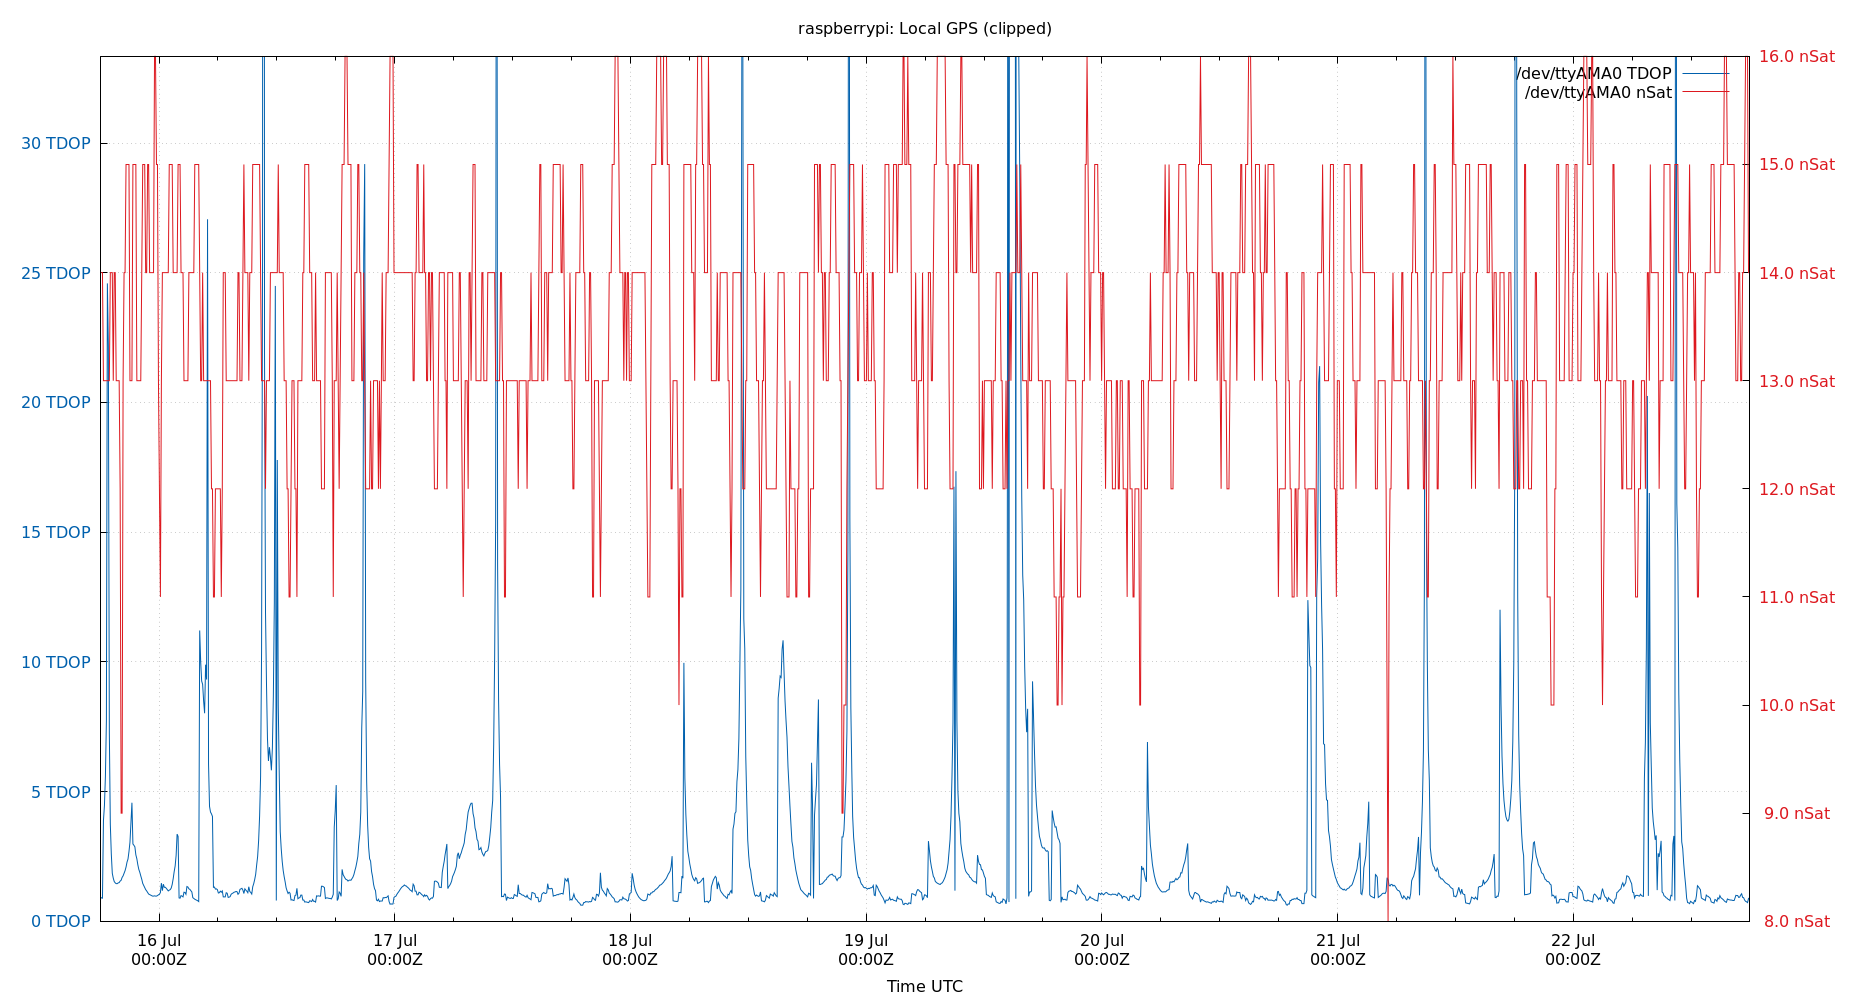 raspberrypi: Local GPS (clipped)
/dev/ttyAMA0 TDOP
/dev/ttyAMA0 nSat
30 TDOP
25 TDOP
20 TDOP
15 TDOP
10 TDOP
5 TDOP
0 TDOP
16.0 nSat
15.0 nSat
14.0 nSat
13.0 nSat
12.0 nSat
11.0 nSat
10.0 nSat
9.0 nSat
8.0 nSat
16 Jul
00:00Z
17 Jul
00:00Z
18 Jul
00:00Z
19 Jul
00:00Z
20 Jul
00:00Z
21 Jul
00:00Z
22 Jul
00:00Z
Time UTC